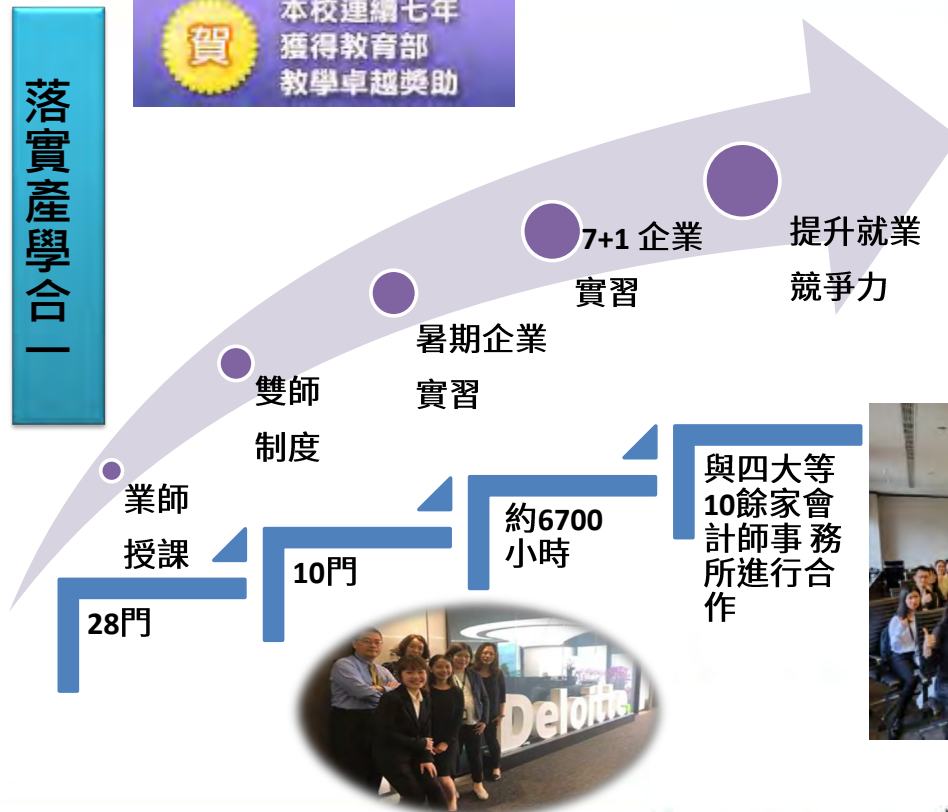 落實產學合一
賀
本校連續七年
獲得教育部
教學卓越獎助
業師
授課
雙師
制度
暑期企業
實習
7+1 企業
實習
提升就業
競爭力
28門
10門
約6700
小時
與四大等
10餘家會
計師事 務
所進行合
作
Deloitte